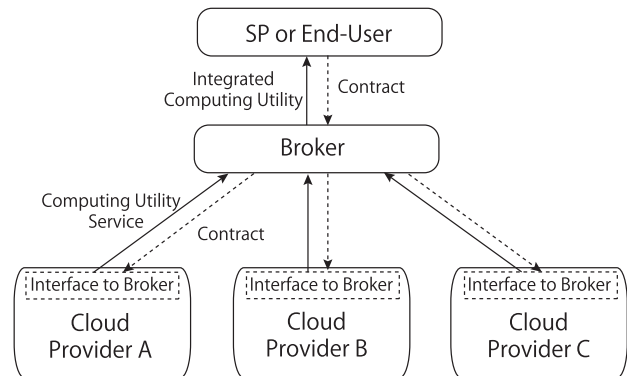 SP or End-User
Integrated
Computing Utility
Contract
Broker
Computing Utility
Service
Contract
Interface to Broker
Cloud
Provider A
Interface to Broker
Cloud
Provider B
Interface to Broker
Cloud
Provider C